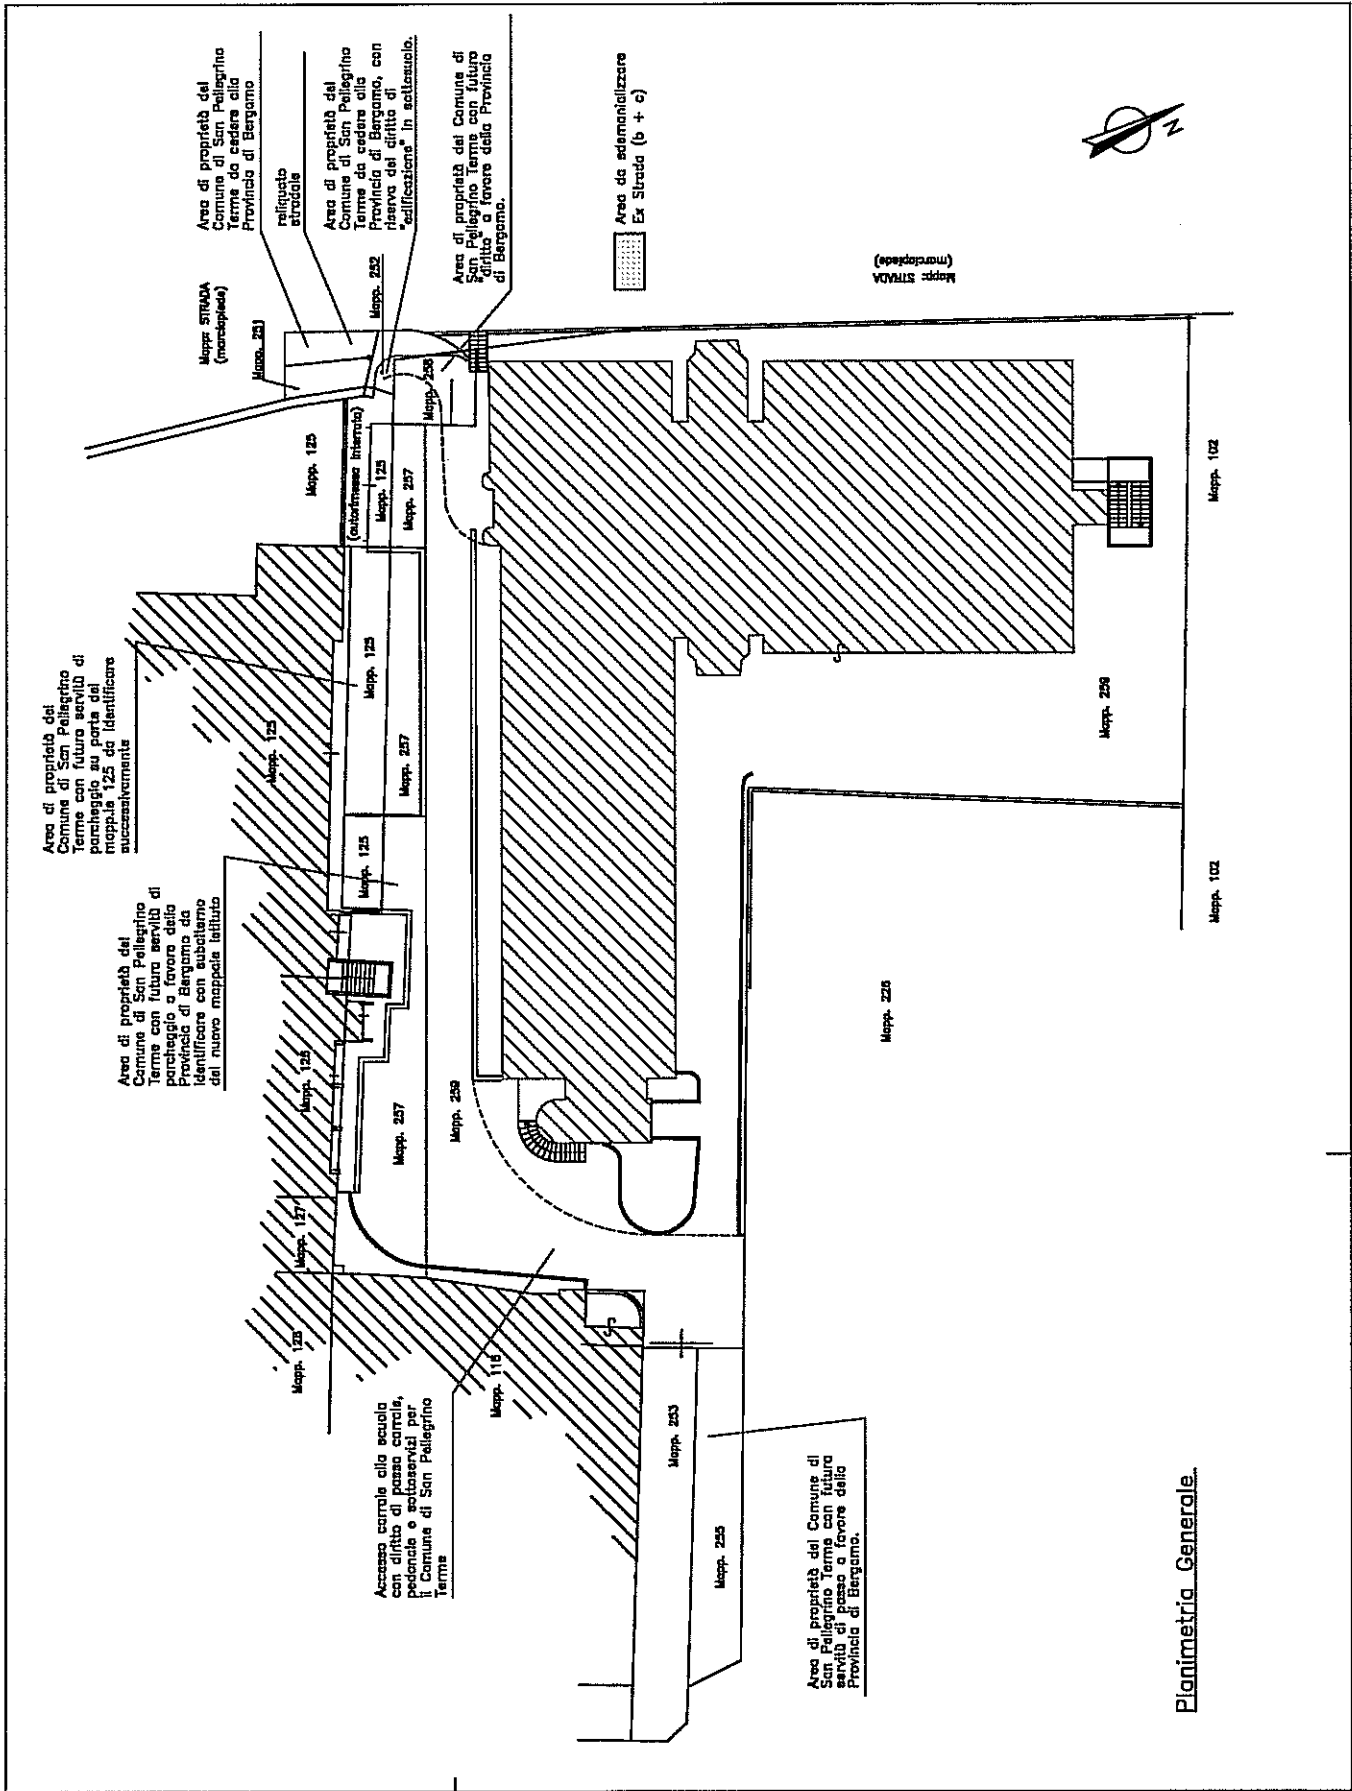 Area di proprietà del
Comune di San Pellegrino
Terme con futura servitù di
parcheggio su parte del
mapp.le 125 da identificare
successivamente
Area di proprietà del
Comune di San Pellegrino
Terme con futura servitù di
parcheggio a favore della
Provincia di Bergamo da
identificare con subalterno
del nuovo mappale istituto
Area di proprietà del
Comune di San Pellegrino
Terme da cedere alla
Provincia di Bergamo
reliquato
stradale
Area di proprietà del
Comune di San Pellegrino
Terme da cedere alla
Provincia di Bergamo, con
riserva del diritto di
"edificazione" in sottosuolo.
Area di proprietà del Comune di
San Pellegrino Terme con futuro
"diritto" a favore della Provincia
di Bergamo.
Area da sdemanializzare
Ex Strada (b + c)
N
Mapp: STRADA
(marciapiede)
Mapp. 251
Mapp. 252
Mapp. 258
Mapp: STRADA
(marciapiede)
Mapp. 125
(autorimessa interrata)
Mapp. 125
Mapp. 257
Mapp. 125
Mapp. 125
Mapp. 257
Mapp. 125
Mapp. 125
Mapp. 257
Mapp. 259
Mapp. 127
Mapp. 128
Mapp. 259
Mapp. 102
Mapp. 102
Mapp. 226
Accesso carrale alla scuola
con diritto di passo carrale,
pedonale e sottoservizi per
il Comune di San Pellegrino
Terme
Mapp. 253
Mapp. 255
Area di proprietà del Comune di
San Pellegrino Terme con futura
servitù di passo a favore della
Provincia di Bergamo.
Planimetria Generale